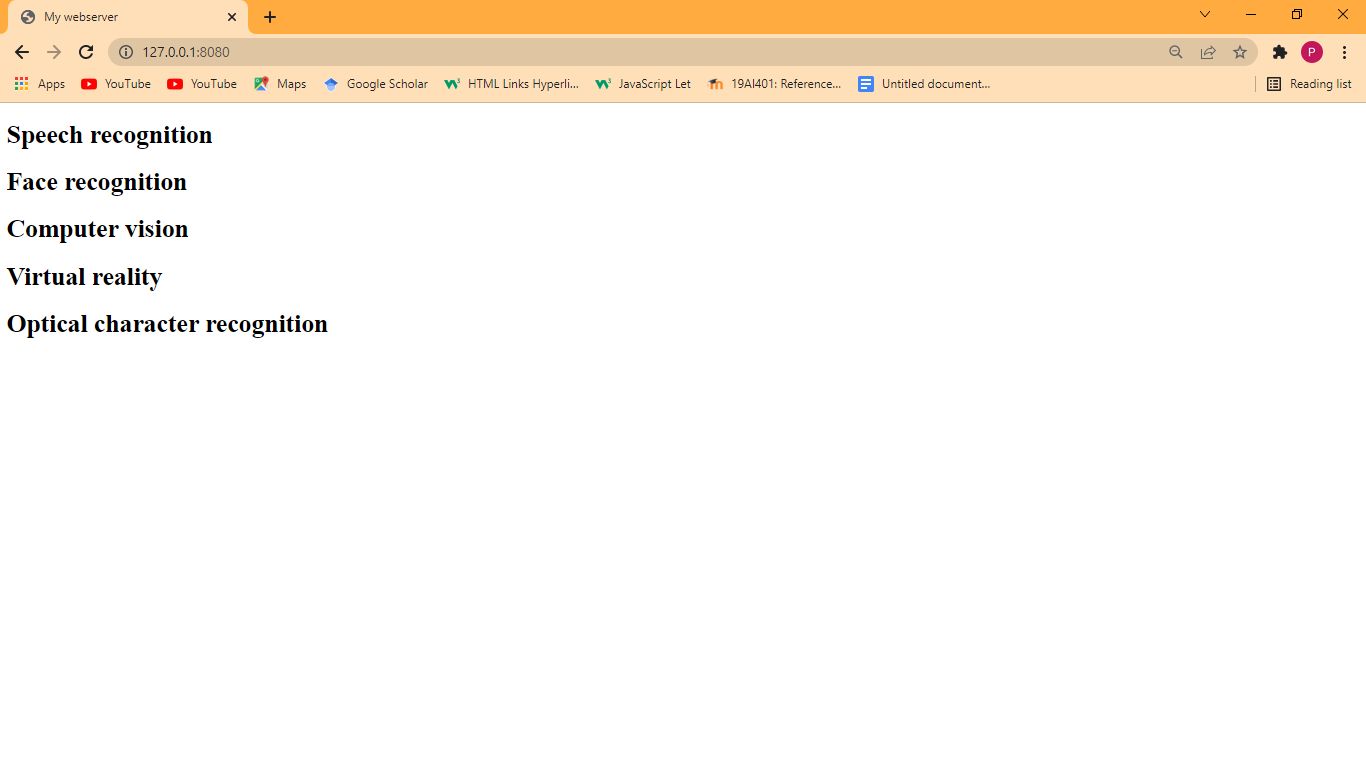 My webserver
127.0.0.1:8080
P
Apps YouTube YouTube Maps Google Scholar HTML Links Hyperli... JavaScript Let 19AI401: Reference... Untitled document... Reading list
Speech recognition
Face recognition
Computer vision
Virtual reality
Optical character recognition